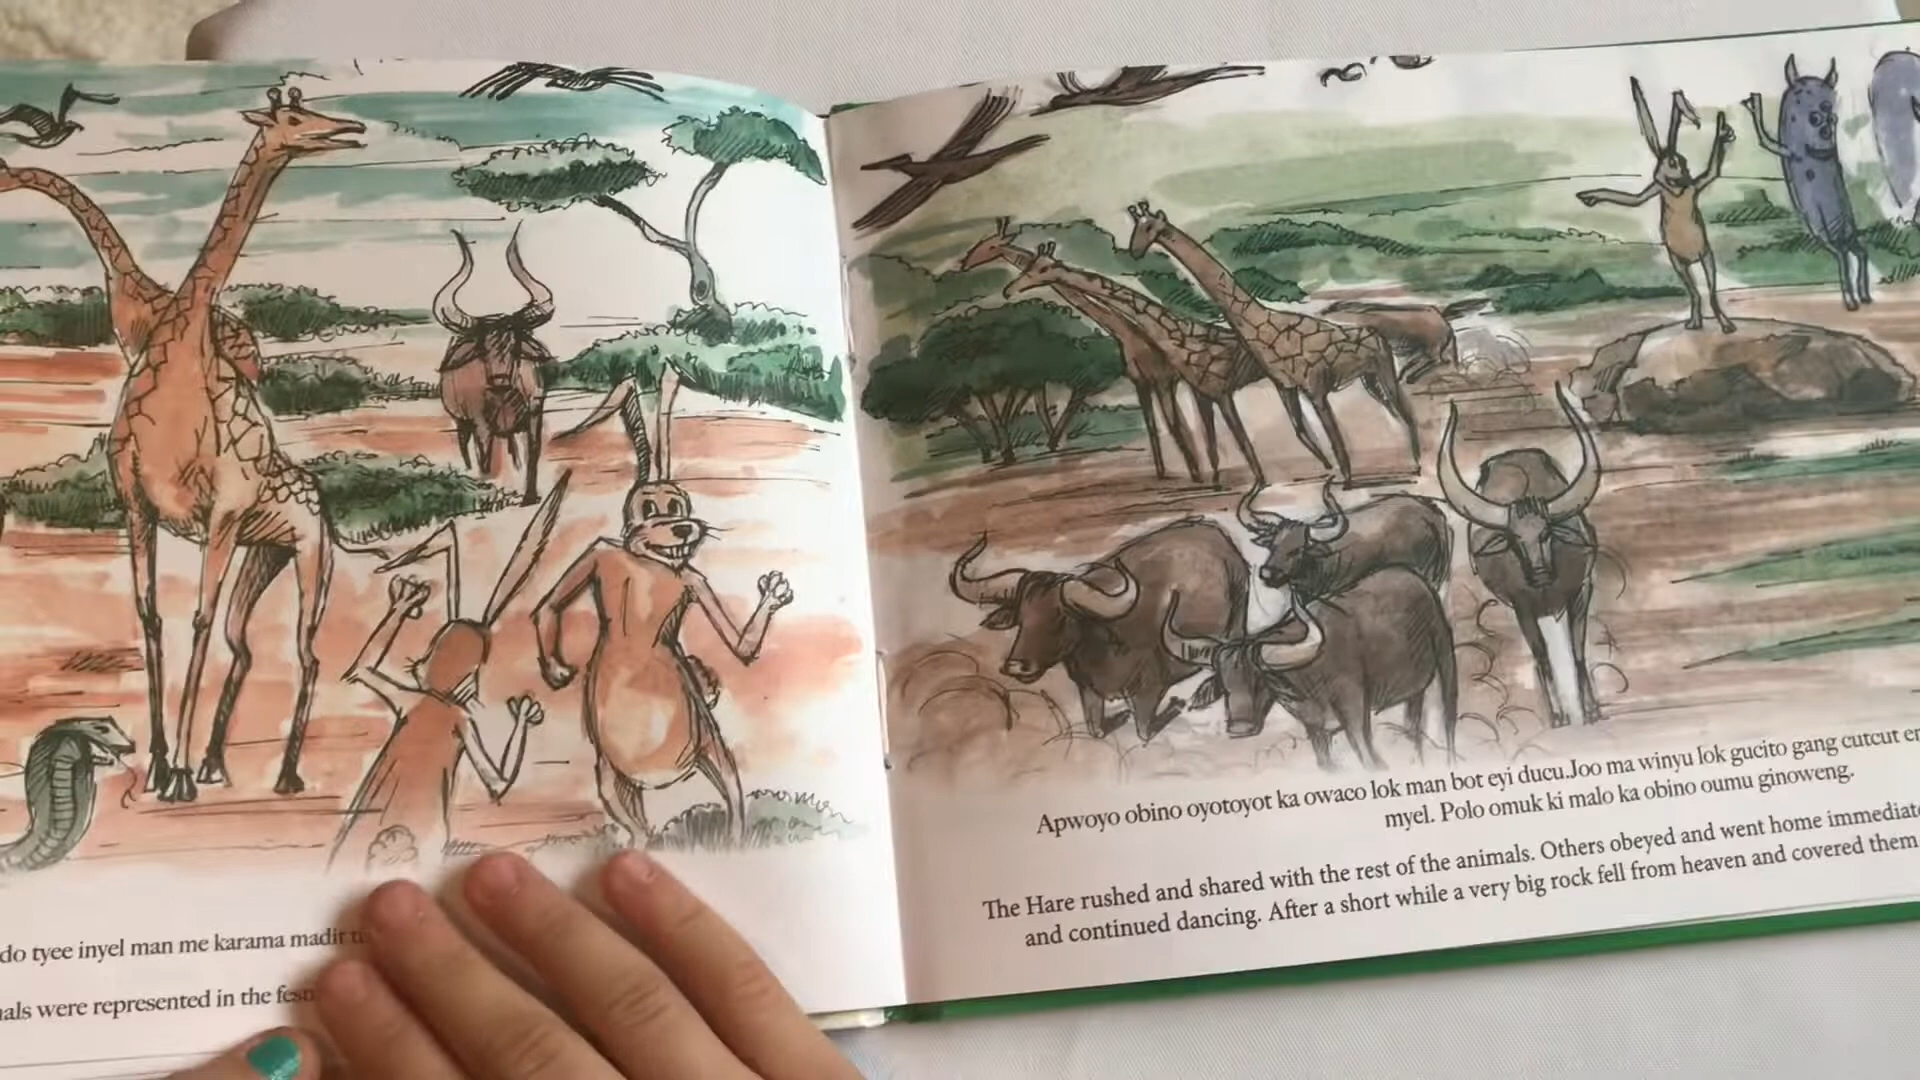 do tyee inyel man me karama madit
als were represented in the
Apwoyo obino oyotoyot ka owaco lok man bot eyi ducu.Joo ma winyu lok gucito gang cutcut
myel. Polo omuk ki malo ka obino oumu ginoweng.
The Hare rushed and shared with the rest of the animals. Others obeyed and went home
and continued dancing. After a short while a very big rock fell from heaven and covered them